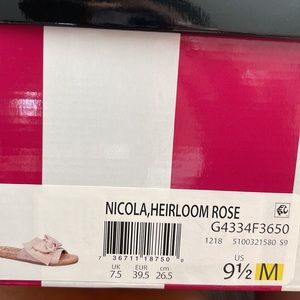 NICOLA,HEIRLOOM ROSE
G4334F3650
1218 5100321580 S9
7 36711 18750 0
UK EUR cm US
7.5 39.5 26.5 9½ M